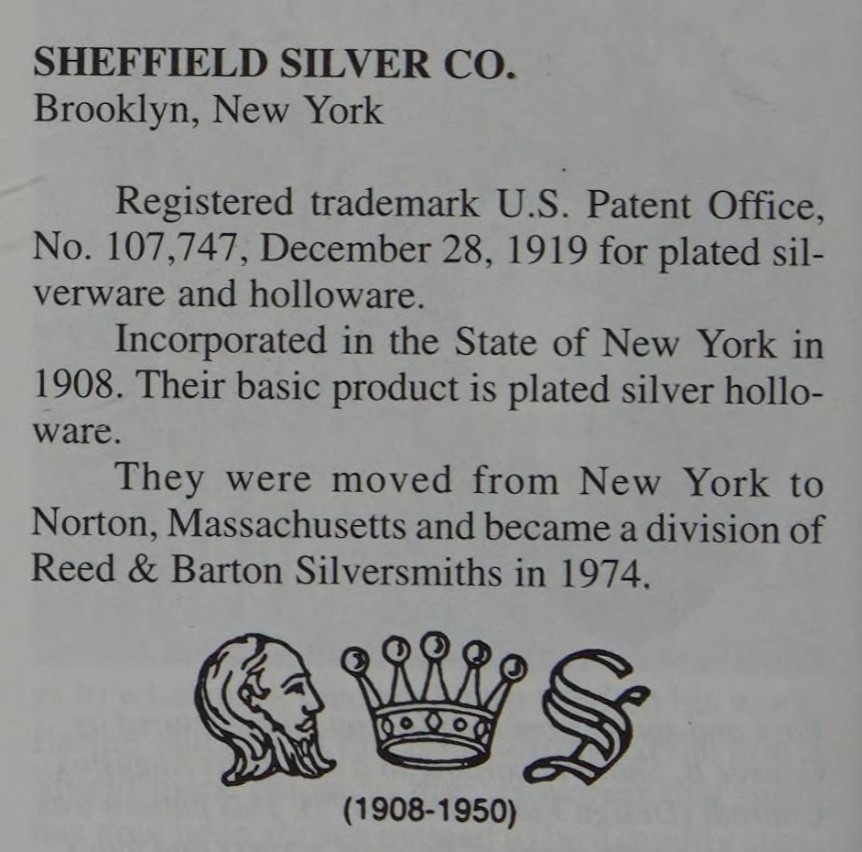 SHEFFIELD SILVER CO.
Brooklyn, New York
Registered trademark U.S. Patent Office,
No. 107,747, December 28, 1919 for plated sil-
verware and holloware.
Incorporated in the State of New York in
1908. Their basic product is plated silver hollo-
ware.
They were moved from New York to
Norton, Massachusetts and became a division of
Reed & Barton Silversmiths in 1974.
S
(1908-1950)